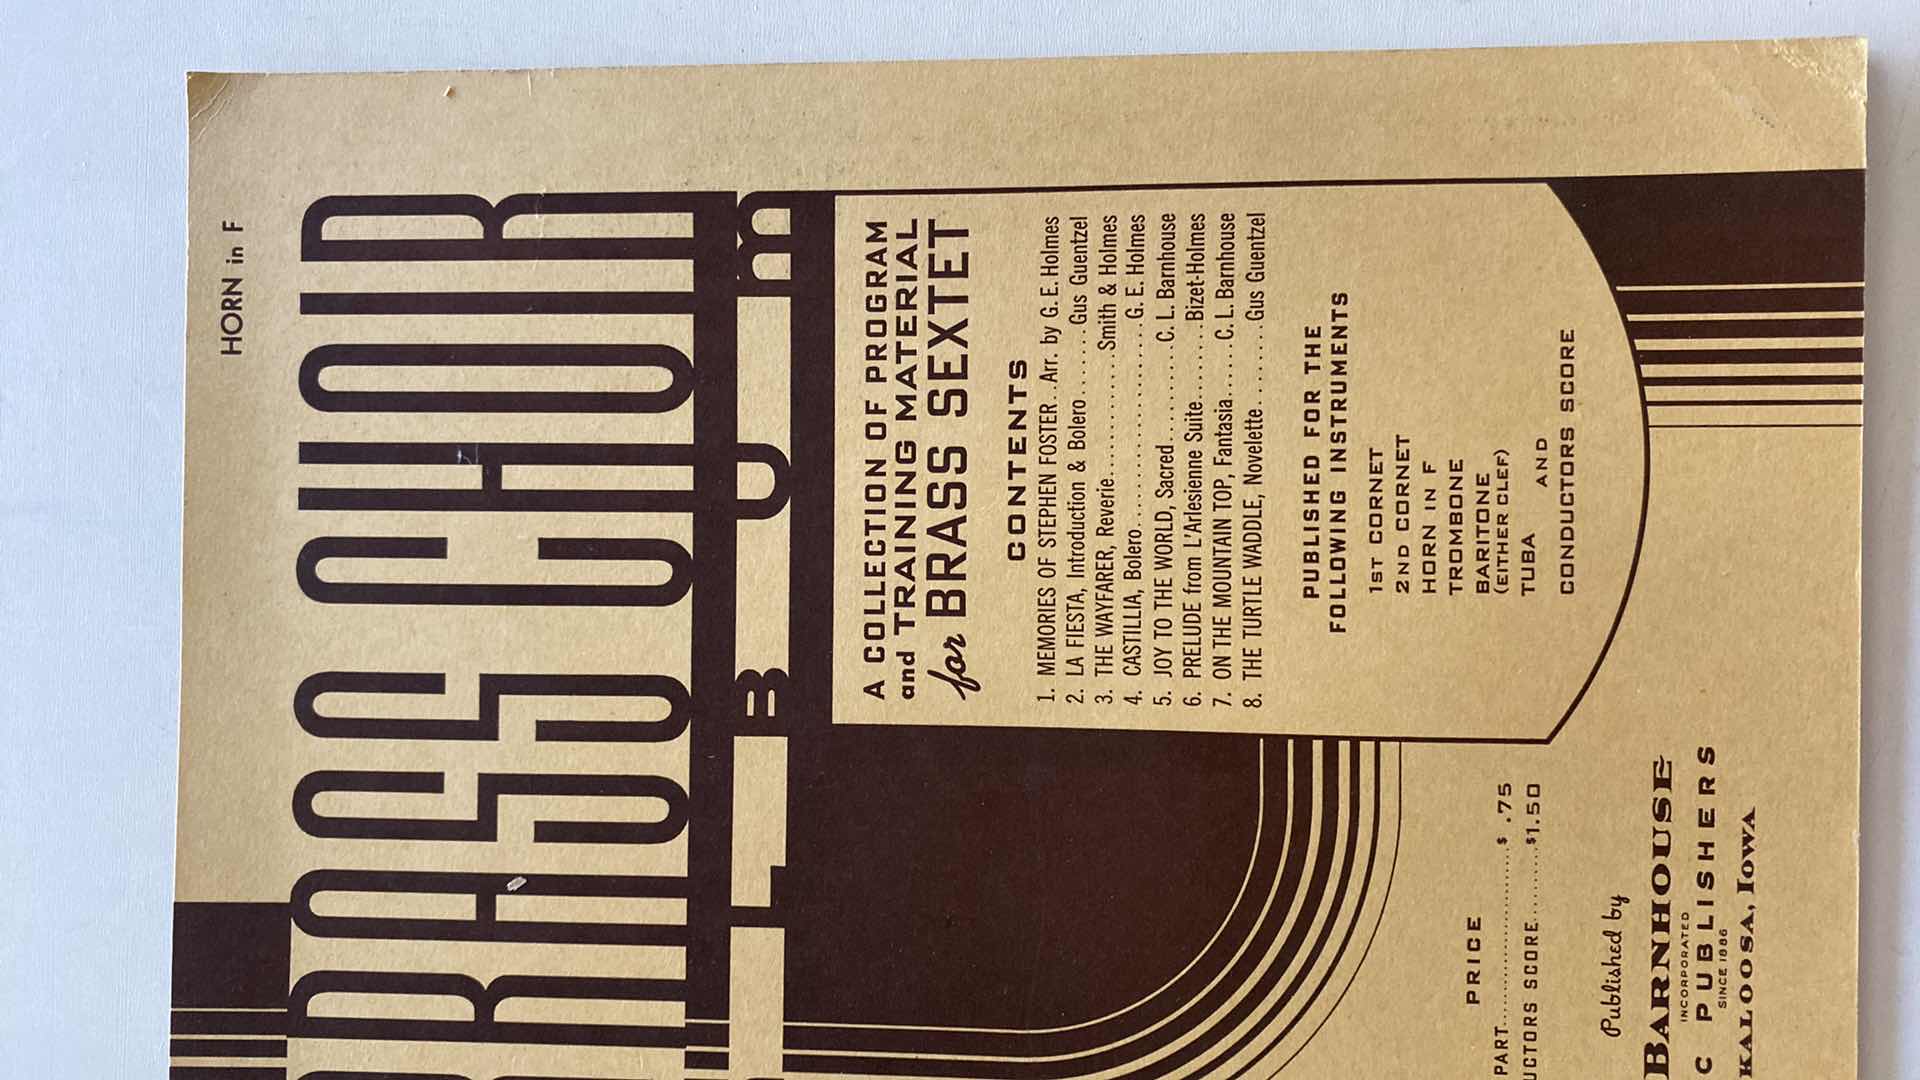 HORN in F
BRASS CHOIR
A COLLECTION OF PROGRAM
and TRAINING MATERIAL
for BRASS SEXTET
CONTENTS
1. MEMORIES OF STEPHEN FOSTER..Arr. by G. E. Holmes
2. LA FIESTA, Introduction & Bolero.......Gus Guentzel
3. THE WAYFARER, Reverie..............Smith & Holmes
4. CASTILLIA, Bolero........................G. E. Holmes
5. JOY TO THE WORLD, Sacred..........C. L. Barnhouse
6. PRELUDE from L'Arlesienne Suite........Bizet-Holmes
7. ON THE MOUNTAIN TOP, Fantasia......C. L. Barnhouse
8. THE TURTLE WADDLE, Novelette.........Gus Guentzel
PUBLISHED FOR THE
FOLLOWING INSTRUMENTS
1ST CORNET
2ND CORNET
HORN IN F
TROMBONE
BARITONE
(EITHER CLEF)
TUBA AND
CONDUCTORS SCORE
PRICE
PART....................$ .75
SCORE...........$1.50
Published by
BARNHOUSE
INCORPORATED
PUBLISHERS
SINCE 1886
IOWA